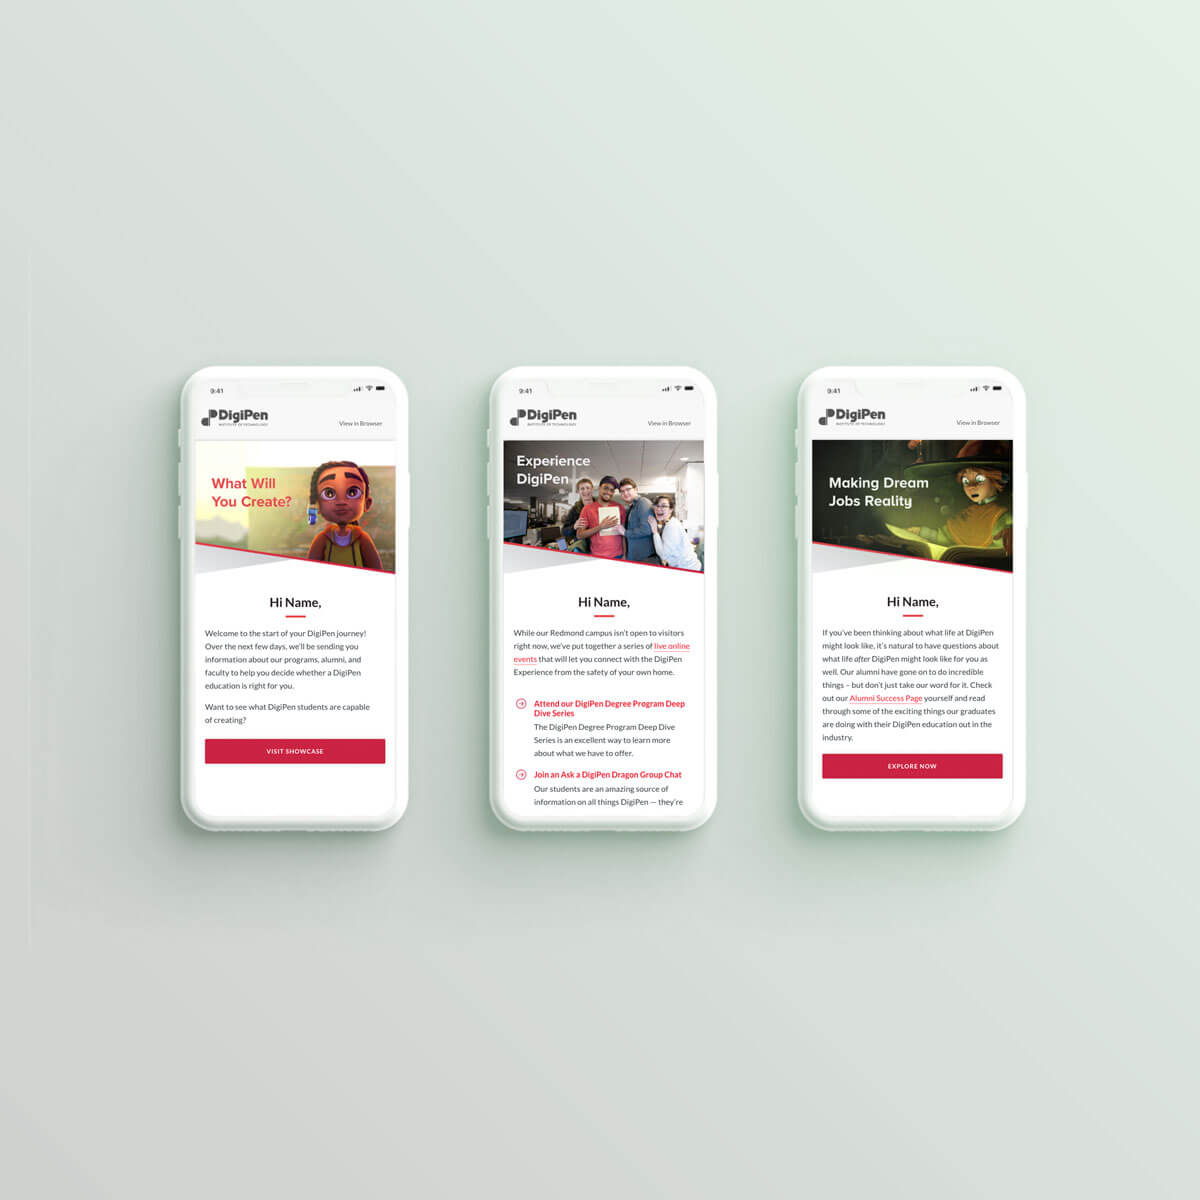 9:41
DigiPen
INSTITUTE OF TECHNOLOGY
View in Browser
What Will
You Create?
Hi Name,
Welcome to the start of your DigiPen journey!
Over the next few days, we'll be sending you
information about our programs, alumni, and
faculty to help you decide whether a DigiPen
education is right for you.
Want to see what DigiPen students are capable
of creating?
VISIT SHOWCASE
9:41
DigiPen
INSTITUTE OF TECHNOLOGY
View in Browser
Experience
DigiPen
Hi Name,
While our Redmond campus isn't open to visitors
right now, we've put together a series of live online
events that will let you connect with the DigiPen
Experience from the safety of your own home.
Attend our DigiPen Degree Program Deep
Dive Series
The DigiPen Degree Program Deep Dive
Series is an excellent way to learn more
about what we have to offer.
Join an Ask a DigiPen Dragon Group Chat
Our students are an amazing source of
information on all things DigiPen — they're
9:41
DigiPen
INSTITUTE OF TECHNOLOGY
View in Browser
Making Dream
Jobs Reality
Hi Name,
If you've been thinking about what life at DigiPen
might look like, it's natural to have questions about
what life after DigiPen might look like for you as
well. Our alumni have gone on to do incredible
things – but don't just take our word for it. Check
out our Alumni Success Page yourself and read
through some of the exciting things our graduates
are doing with their DigiPen education out in the
industry.
EXPLORE NOW